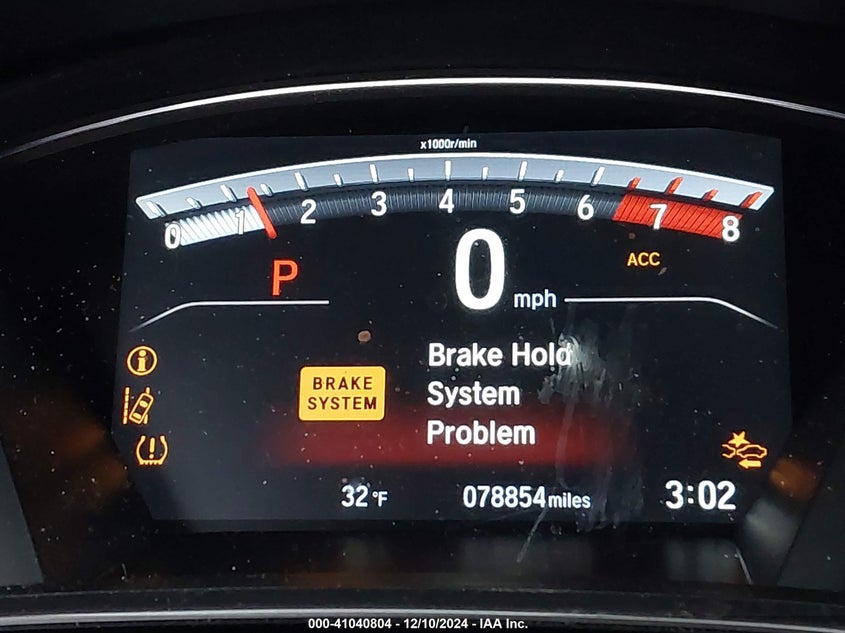 x1000r/min
0 1 2 3 4 5 6 7 8
P 0 mph ACC
BRAKE
SYSTEM
Brake Hold
System
Problem
32°F 078854miles 3:02
000-41040804 - 12/10/2024 - IAA Inc.